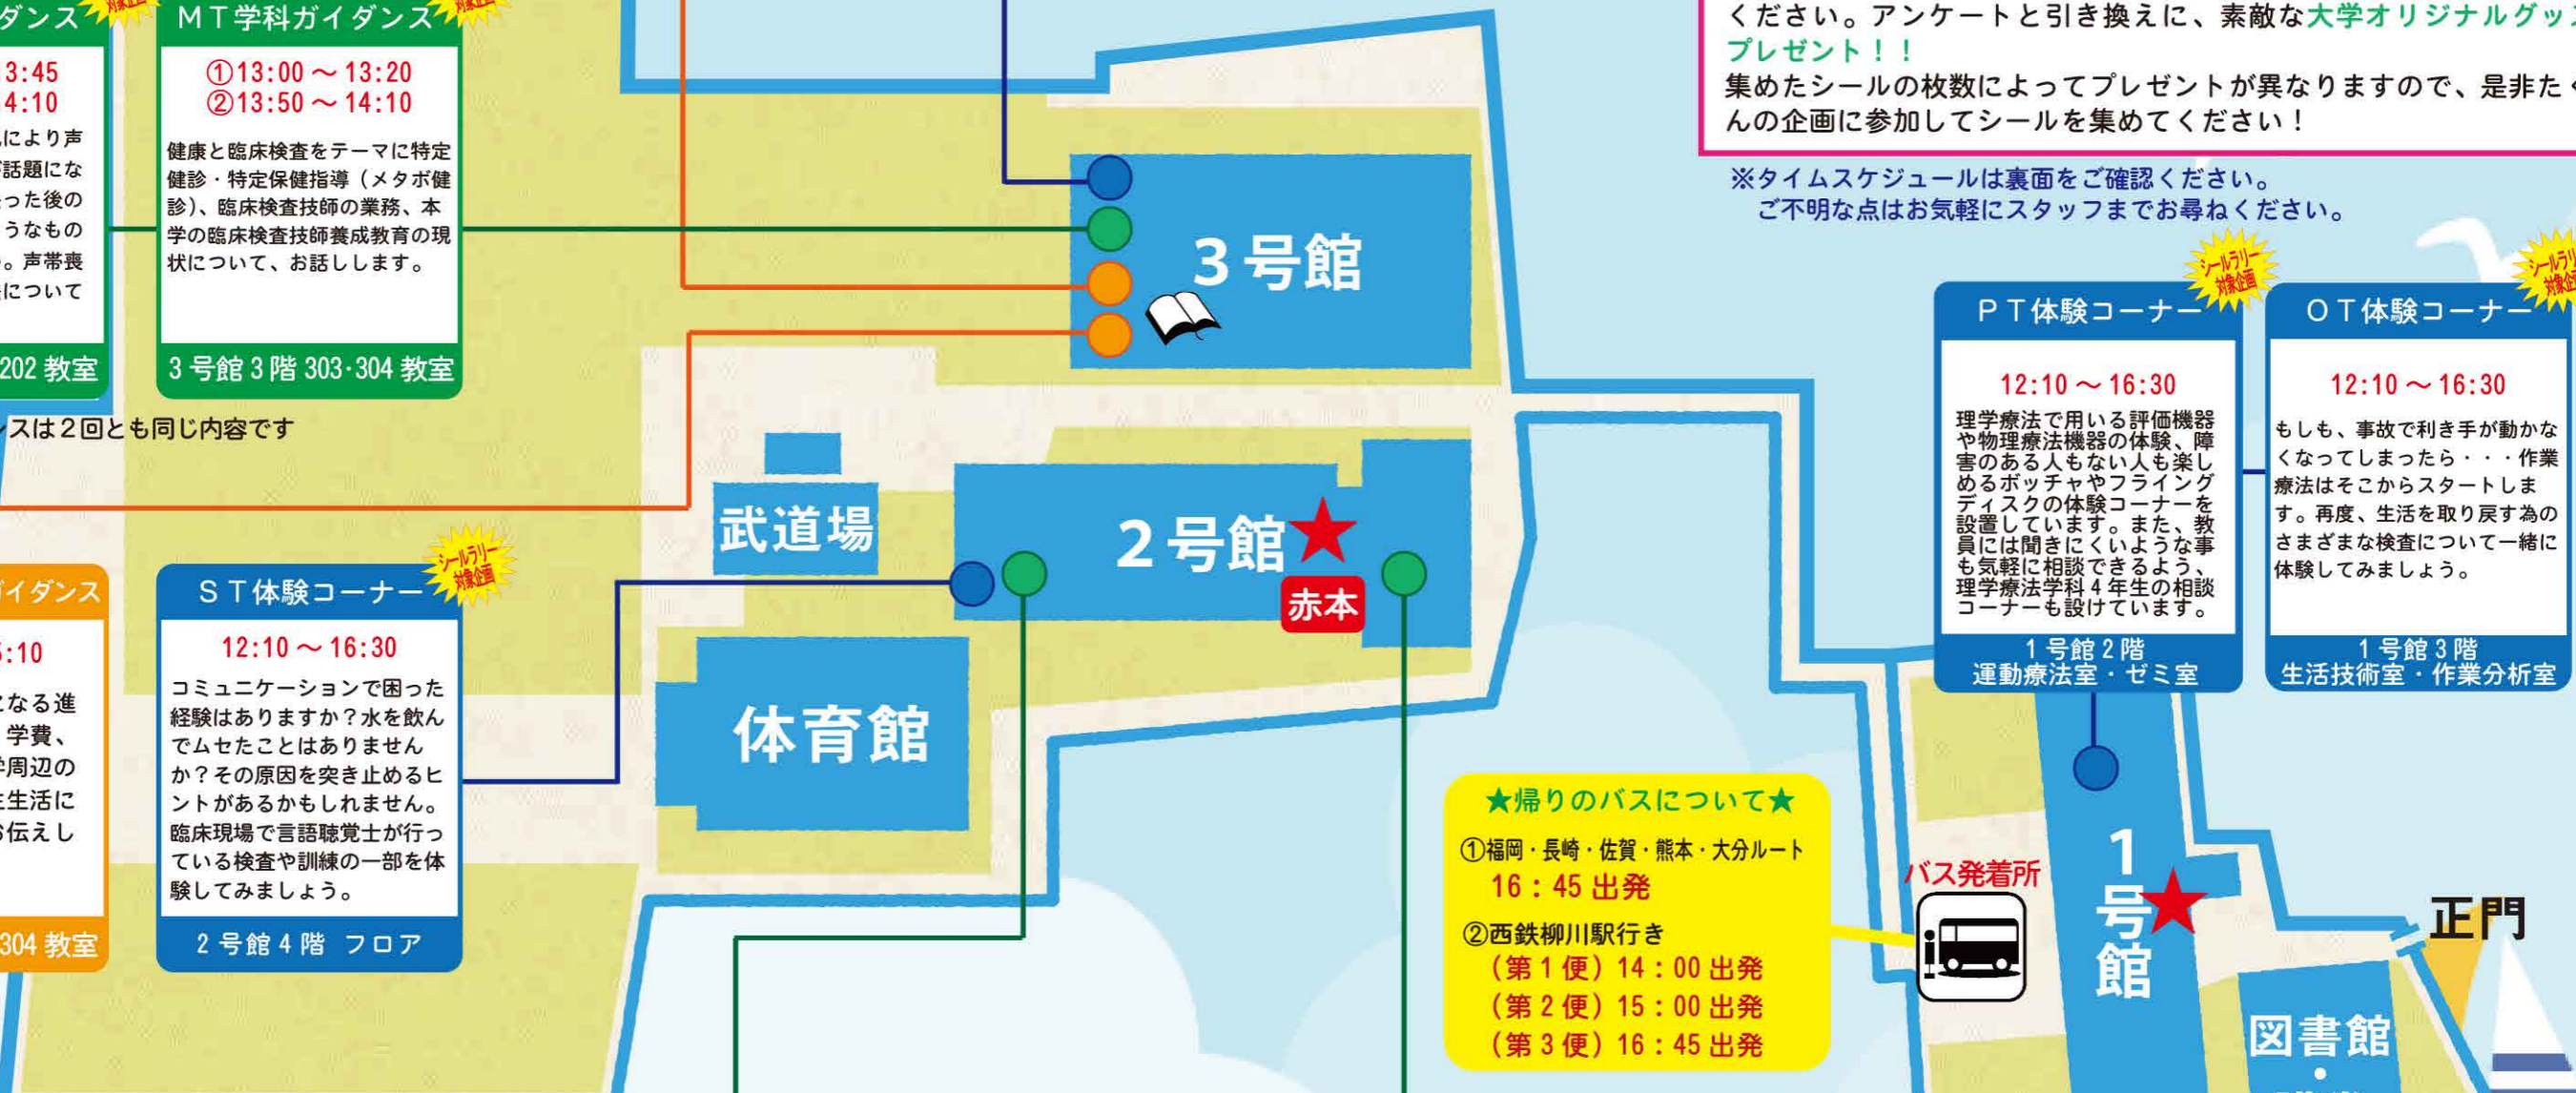 ダンス
3:45
4:10
により声
話題にな
った後の
うなもの
。声帯喪
について
202 教室
MT学科ガイダンス
①13:00 ～ 13:20
②13:50 ～ 14:10
健康と臨床検査をテーマに特定
健診・特定保健指導（メタボ健
診）、臨床検査技師の業務、本
学の臨床検査技師養成教育の現
状について、お話しします。
3 号館 3 階 303・304 教室
スは２回とも同じ内容です
ください。アンケートと引き換えに、素敵な大学オリジナルグッズ
プレゼント！！
集めたシールの枚数によってプレゼントが異なりますので、是非たく
んの企画に参加してシールを集めてください！
※タイムスケジュールは裏面をご確認ください。
ご不明な点はお気軽にスタッフまでお尋ねください。
３号館
武道場
２号館
赤本
体育館
イダンス
:10
なる進
学費、
周辺の
生活に
伝えし
304 教室
シールラリー
対象企画
ＳＴ体験コーナー
12:10 ～ 16:30
コミュニケーションで困った
経験はありますか？水を飲ん
でムセたことはありません
か？その原因を突き止めるヒ
ントがあるかもしれません。
臨床現場で言語聴覚士が行っ
ている検査や訓練の一部を体
験してみましょう。
2 号館 4 階 フロア
シールラリー
対象企画
ＰＴ体験コーナー
12:10 ～ 16:30
理学療法で用いる評価機器
や物理療法機器の体験、障
害のある人もない人も楽し
めるボッチャやフライング
ディスクの体験コーナーを
設置しています。また、教
員には聞きにくいような事
も気軽に相談できるよう、
理学療法学科４年生の相談
コーナーも設けています。
1 号館 2 階
運動療法室・ゼミ室
シールラリー
対象企画
ＯＴ体験コーナー
12:10 ～ 16:30
もしも、事故で利き手が動かな
くなってしまったら・・・作業
療法はそこからスタートしま
す。再度、生活を取り戻す為の
さまざまな検査について一緒に
体験してみましょう。
1 号館 3 階
生活技術室・作業分析室
★帰りのバスについて★
①福岡・長崎・佐賀・熊本・大分ルート
16：45 出発
②西鉄柳川駅行き
（第 1 便）14：00 出発
（第 2 便）15：00 出発
（第 3 便）16：45 出発
バス発着所
１号館
正門
図書館
・